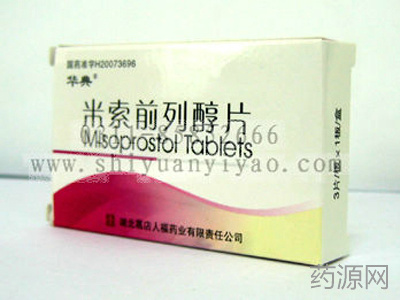 国药准字H20073696
华典®
米索前列醇片
Misoprostol Tablets
www.shiyuanyiyao.com
3片/板×1板/盒
湖北葛店人福药业有限责任公司
药源网